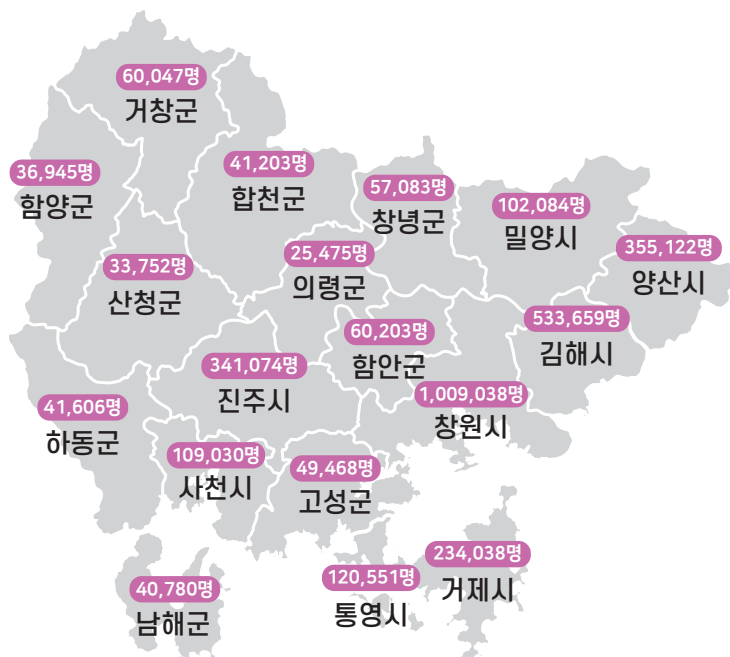 60,047명
거창군
36,945명
함양군
41,203명
합천군
57,083명
창녕군
102,084명
밀양시
355,122명
양산시
33,752명
산청군
25,475명
의령군
533,659명
김해시
60,203명
함안군
341,074명
진주시
1,009,038명
창원시
41,606명
하동군
109,030명
사천시
49,468명
고성군
234,038명
거제시
120,551명
통영시
40,780명
남해군